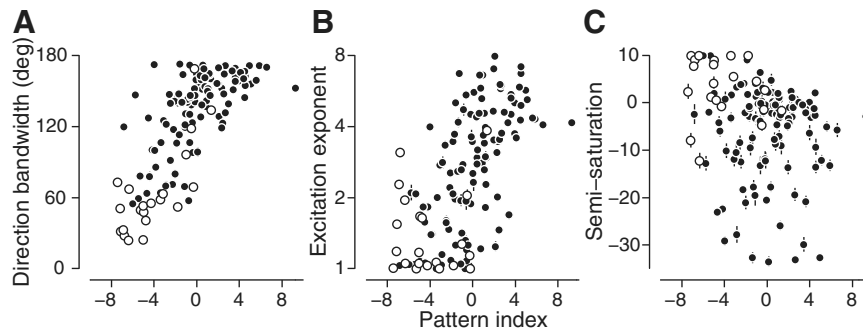 A
B
C
Direction bandwidth (deg)
180
120
60
0
−8 −4 0 4 8
Excitation exponent
8
4
2
1
−8 −4 0 4 8
Pattern index
Semi−saturation
10
0
−10
−20
−30
−8 −4 0 4 8